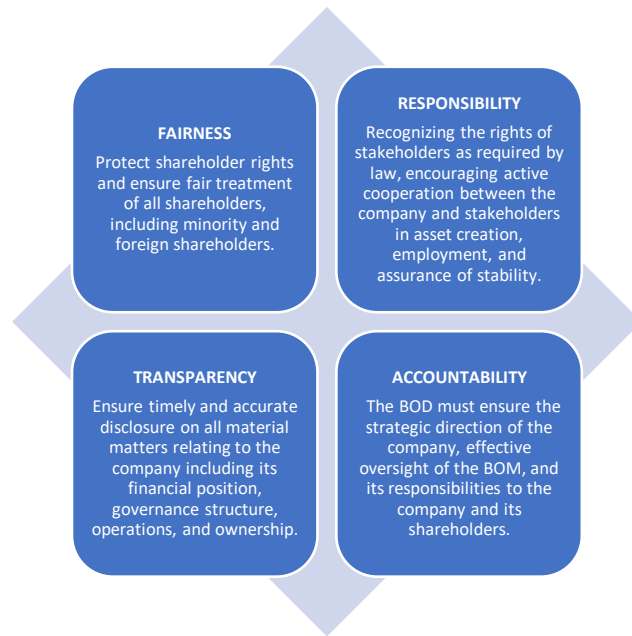 FAIRNESS
Protect shareholder rights
and ensure fair treatment
of all shareholders,
including minority and
foreign shareholders.
RESPONSIBILITY
Recognizing the rights of
stakeholders as required by
law, encouraging active
cooperation between the
company and stakeholders
in asset creation,
employment, and
assurance of stability.
TRANSPARENCY
Ensure timely and accurate
disclosure on all material
matters relating to the
company including its
financial position,
governance structure,
operations, and ownership.
ACCOUNTABILITY
The BOD must ensure the
strategic direction of the
company, effective
oversight of the BOM, and
its responsibilities to the
company and its
shareholders.